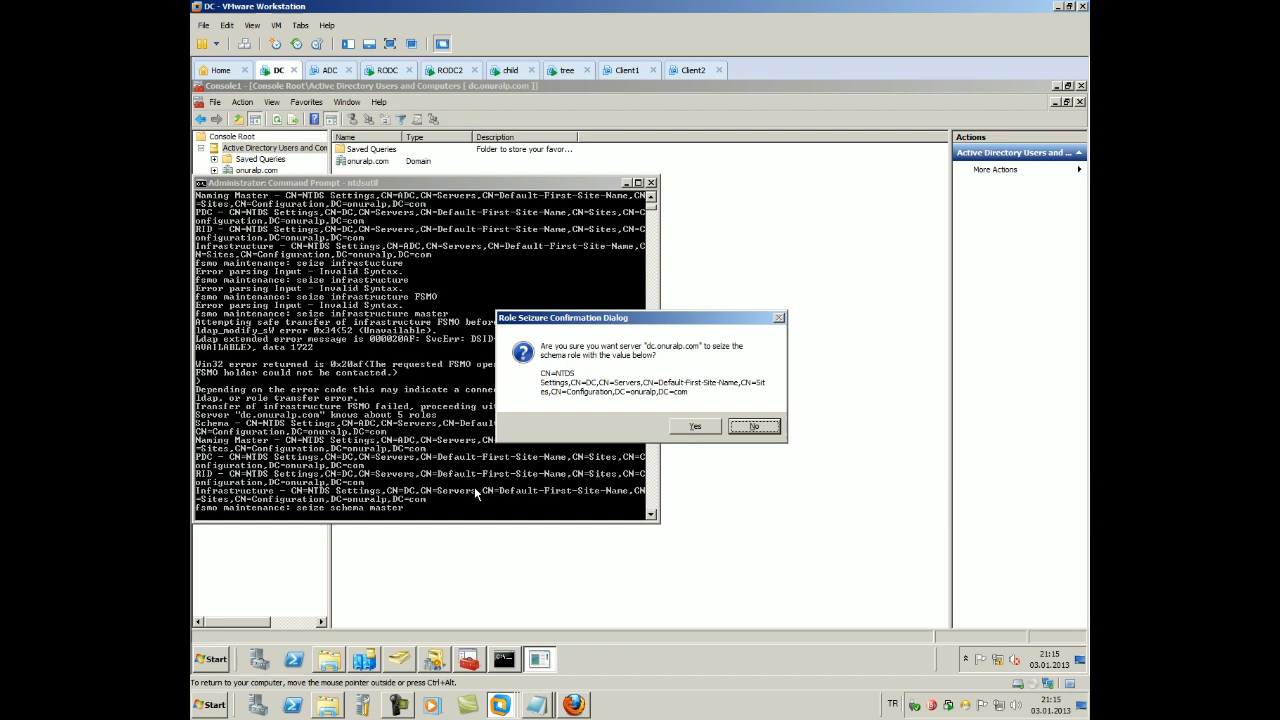 DC - VMware Workstation
File Edit View VM Tabs Help
Home DC ADC RODC RODC2 child tree Client1 Client2
Console1 - [Console Root\Active Directory Users and Computers [ dc.onuralp.com ]]
File Action View Favorites Window Help
Console Root
Active Directory Users and Con
Saved Queries
onuralp.com
Name Type Description
Saved Queries Folder to store your favor...
onuralp.com Domain
Actions
Active Directory Users and ...
More Actions
Administrator: Command Prompt - ntdsutil
Naming Master - CN=NTDS Settings,CN=ADC,CN=Servers,CN=Default-First-Site-Name,CN
=Sites,CN=Configuration,DC=onuralp,DC=com
PDC - CN=NTDS Settings,CN=DC,CN=Servers,CN=Default-First-Site-Name,CN=Sites,CN=C
onfiguration,DC=onuralp,DC=com
RID - CN=NTDS Settings,CN=DC,CN=Servers,CN=Default-First-Site-Name,CN=Sites,CN=C
onfiguration,DC=onuralp,DC=com
Infrastructure - CN=NTDS Settings,CN=ADC,CN=Servers,CN=Default-First-Site-Name,C
N=Sites,CN=Configuration,DC=onuralp,DC=com
fsmo maintenance: seize infrastucture
Error parsing Input - Invalid Syntax.
fsmo maintenance: seize infrastructure
Error parsing Input - Invalid Syntax.
fsmo maintenance: seize infrastructure FSMO
Error parsing Input - Invalid Syntax.
fsmo maintenance: seize infrastructure master
Attempting safe transfer of infrastructure FSMO befor
ldap_modify_sW error 0x34(52 (Unavailable).
Ldap extended error message is 000020AF: SvcErr: DSID
AVAILABLE), data 1722
Win32 error returned is 0x20af(The requested FSMO ope
FSMO holder could not be contacted.)
)
Depending on the error code this may indicate a conne
ldap, or role transfer error.
Transfer of infrastructure FSMO failed, proceeding wi
Server "dc.onuralp.com" knows about 5 roles
Schema - CN=NTDS Settings,CN=ADC,CN=Servers,CN=Defaul
CN=Configuration,DC=onuralp,DC=com
Naming Master - CN=NTDS Settings,CN=ADC,CN=Servers,CN
=Sites,CN=Configuration,DC=onuralp,DC=com
PDC - CN=NTDS Settings,CN=DC,CN=Servers,CN=Default-First-Site-Name,CN=Sites,CN=C
onfiguration,DC=onuralp,DC=com
RID - CN=NTDS Settings,CN=DC,CN=Servers,CN=Default-First-Site-Name,CN=Sites,CN=C
onfiguration,DC=onuralp,DC=com
Infrastructure - CN=NTDS Settings,CN=DC,CN=Servers,CN=Default-First-Site-Name,CN
=Sites,CN=Configuration,DC=onuralp,DC=com
fsmo maintenance: seize schema master
Role Seizure Confirmation Dialog
Are you sure you want server "dc.onuralp.com" to seize the
schema role with the value below?
CN=NTDS
Settings,CN=DC,CN=Servers,CN=Default-First-Site-Name,CN=Sit
es,CN=Configuration,DC=onuralp,DC=com
Yes No
Start 21:15
03.01.2013
To return to your computer, move the mouse pointer outside or press Ctrl+Alt.
Start TR 21:15
03.01.2013